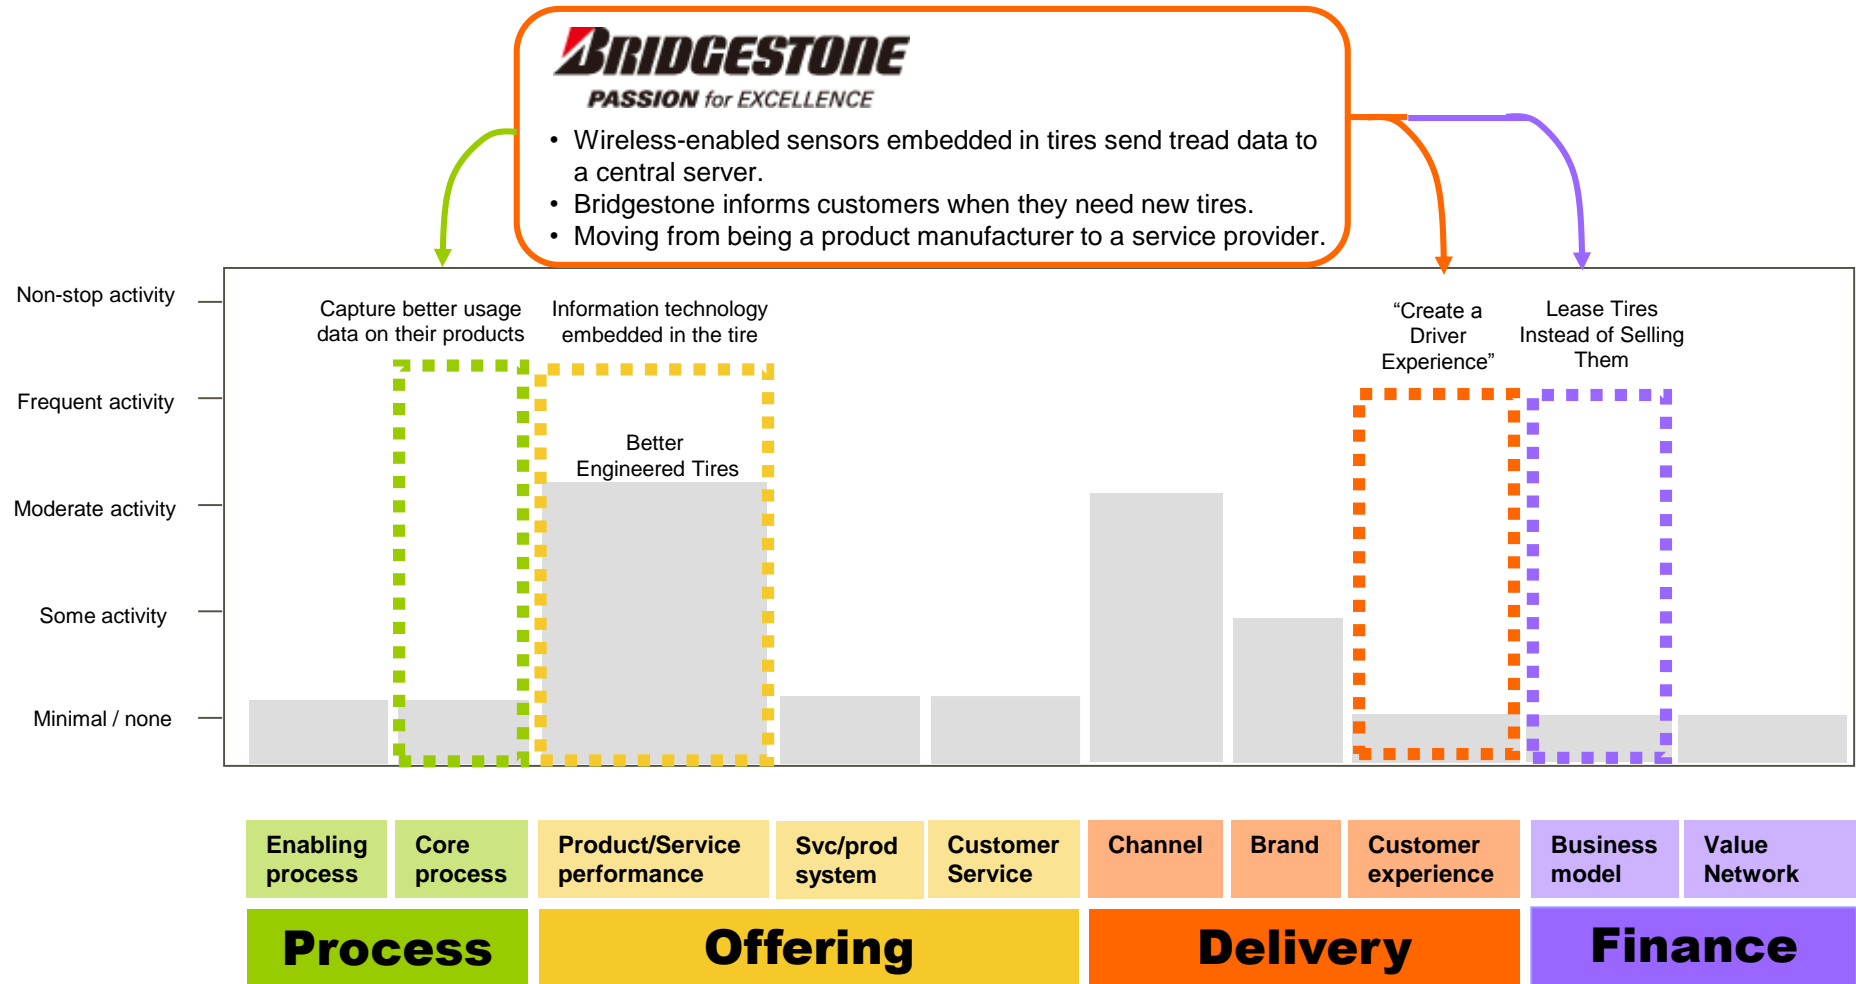 BRIDGESTONE
PASSION for EXCELLENCE
• Wireless-enabled sensors embedded in tires send tread data to
a central server.
• Bridgestone informs customers when they need new tires.
• Moving from being a product manufacturer to a service provider.
Non-stop activity
Frequent activity
Moderate activity
Some activity
Minimal / none
Capture better usage
data on their products
Information technology
embedded in the tire
Better
Engineered Tires
“Create a
Driver
Experience”
Lease Tires
Instead of Selling
Them
Enabling
process
Core
process
Product/Service
performance
Svc/prod
system
Customer
Service
Channel
Brand
Customer
experience
Business
model
Value
Network
Process
Offering
Delivery
Finance